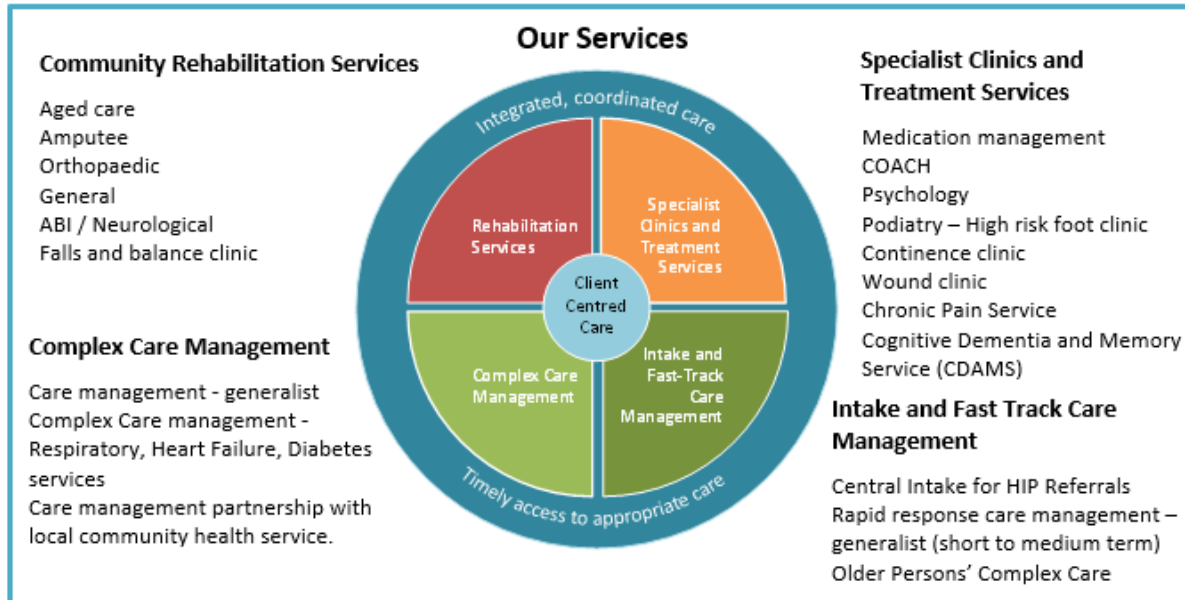 Our Services
Community Rehabilitation Services
Aged care
Amputee
Orthopaedic
General
ABI / Neurological
Falls and balance clinic
Complex Care Management
Care management - generalist
Complex Care management -
Respiratory, Heart Failure, Diabetes
services
Care management partnership with
local community health service.
Integrated, coordinated care
Rehabilitation
Services
Specialist
Clinics and
Treatment
Services
Client
Centred
Care
Complex Care
Management
Intake and
Fast-Track
Care
Management
Timely access to appropriate care
Specialist Clinics and
Treatment Services
Medication management
COACH
Psychology
Podiatry – High risk foot clinic
Continence clinic
Wound clinic
Chronic Pain Service
Cognitive Dementia and Memory
Service (CDAMS)
Intake and Fast Track Care
Management
Central Intake for HIP Referrals
Rapid response care management –
generalist (short to medium term)
Older Persons’ Complex Care